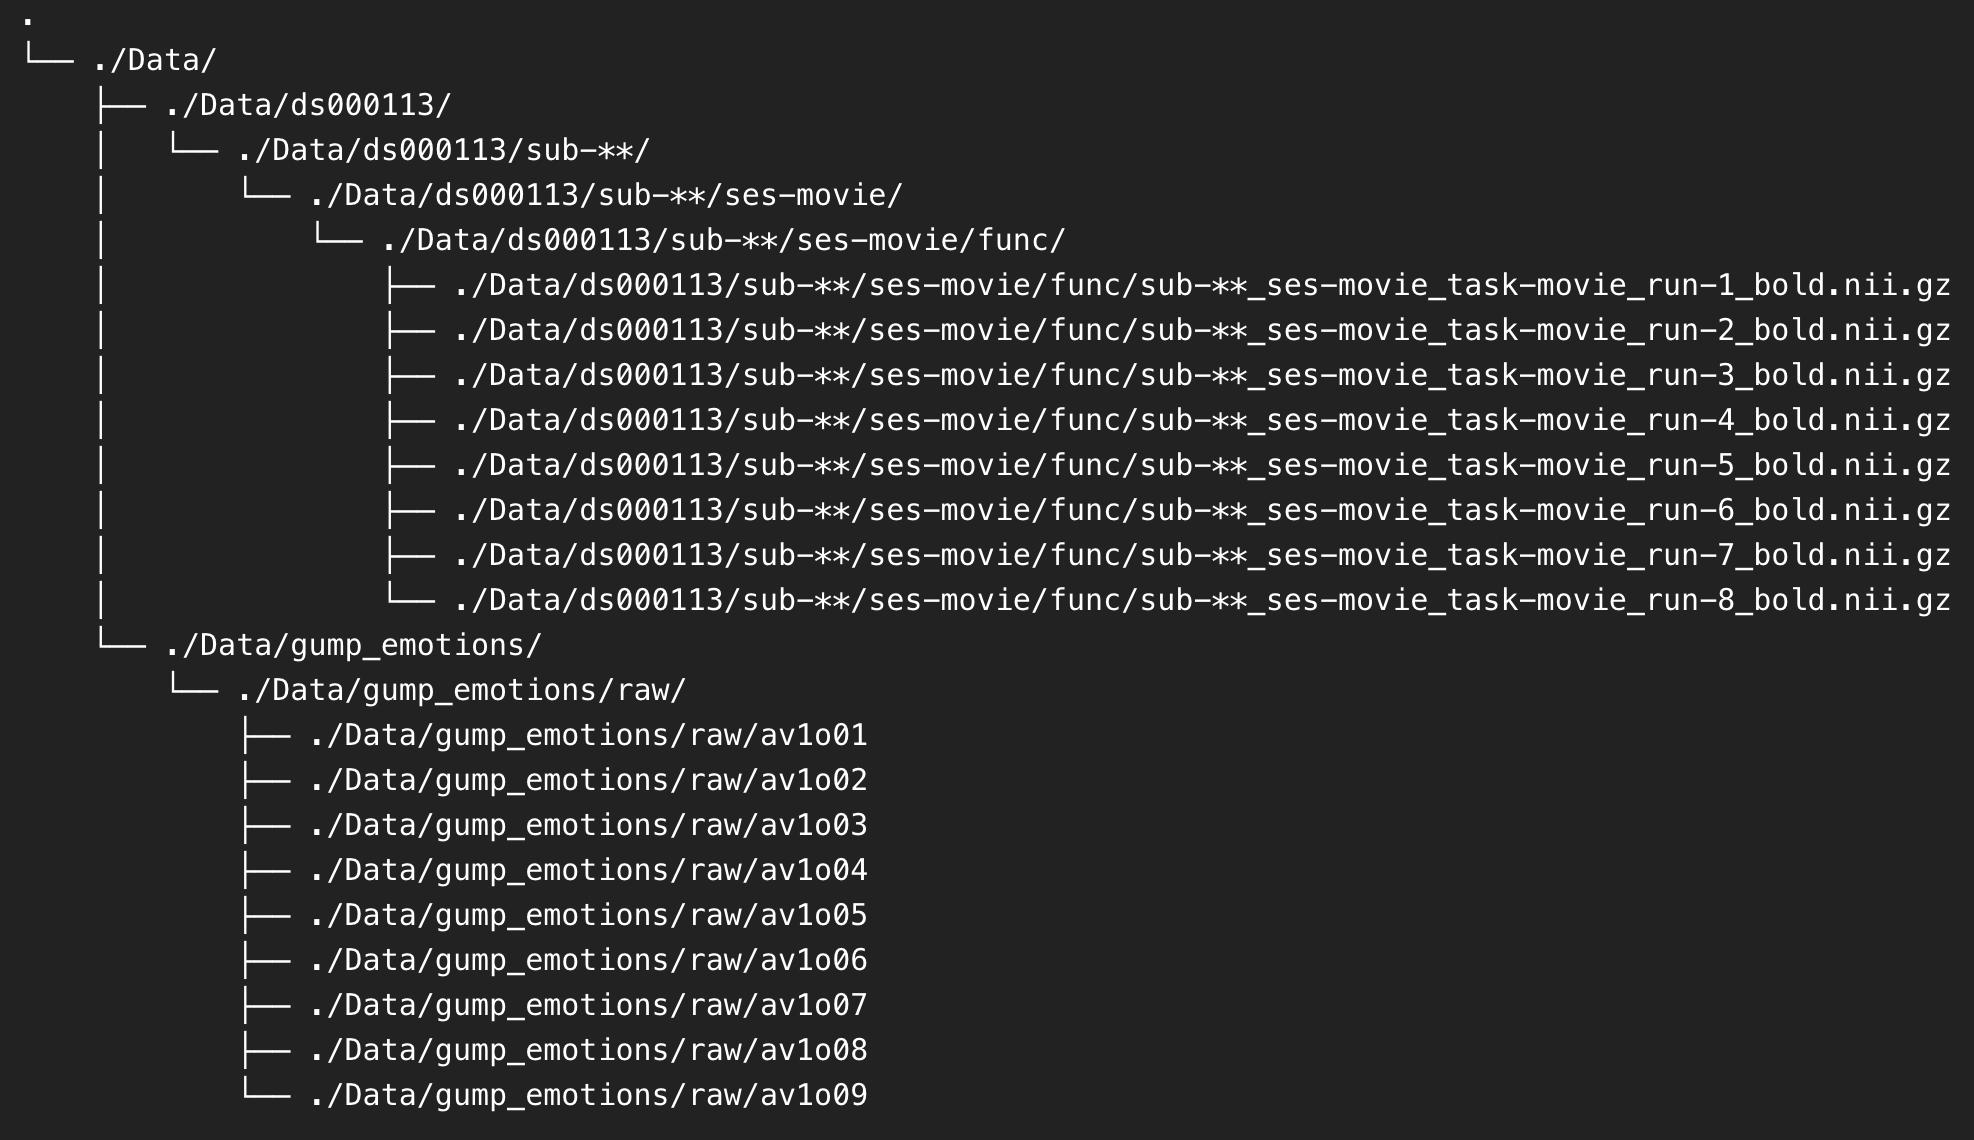 .
└── ./Data/
    ├── ./Data/ds000113/
    │   └── ./Data/ds000113/sub-**/
    │       └── ./Data/ds000113/sub-**/ses-movie/
    │           └── ./Data/ds000113/sub-**/ses-movie/func/
    │               ├── ./Data/ds000113/sub-**/ses-movie/func/sub-**_ses-movie_task-movie_run-1_bold.nii.gz
    │               ├── ./Data/ds000113/sub-**/ses-movie/func/sub-**_ses-movie_task-movie_run-2_bold.nii.gz
    │               ├── ./Data/ds000113/sub-**/ses-movie/func/sub-**_ses-movie_task-movie_run-3_bold.nii.gz
    │               ├── ./Data/ds000113/sub-**/ses-movie/func/sub-**_ses-movie_task-movie_run-4_bold.nii.gz
    │               ├── ./Data/ds000113/sub-**/ses-movie/func/sub-**_ses-movie_task-movie_run-5_bold.nii.gz
    │               ├── ./Data/ds000113/sub-**/ses-movie/func/sub-**_ses-movie_task-movie_run-6_bold.nii.gz
    │               ├── ./Data/ds000113/sub-**/ses-movie/func/sub-**_ses-movie_task-movie_run-7_bold.nii.gz
    │               └── ./Data/ds000113/sub-**/ses-movie/func/sub-**_ses-movie_task-movie_run-8_bold.nii.gz
    └── ./Data/gump_emotions/
        └── ./Data/gump_emotions/raw/
            ├── ./Data/gump_emotions/raw/av1o01
            ├── ./Data/gump_emotions/raw/av1o02
            ├── ./Data/gump_emotions/raw/av1o03
            ├── ./Data/gump_emotions/raw/av1o04
            ├── ./Data/gump_emotions/raw/av1o05
            ├── ./Data/gump_emotions/raw/av1o06
            ├── ./Data/gump_emotions/raw/av1o07
            ├── ./Data/gump_emotions/raw/av1o08
            └── ./Data/gump_emotions/raw/av1o09